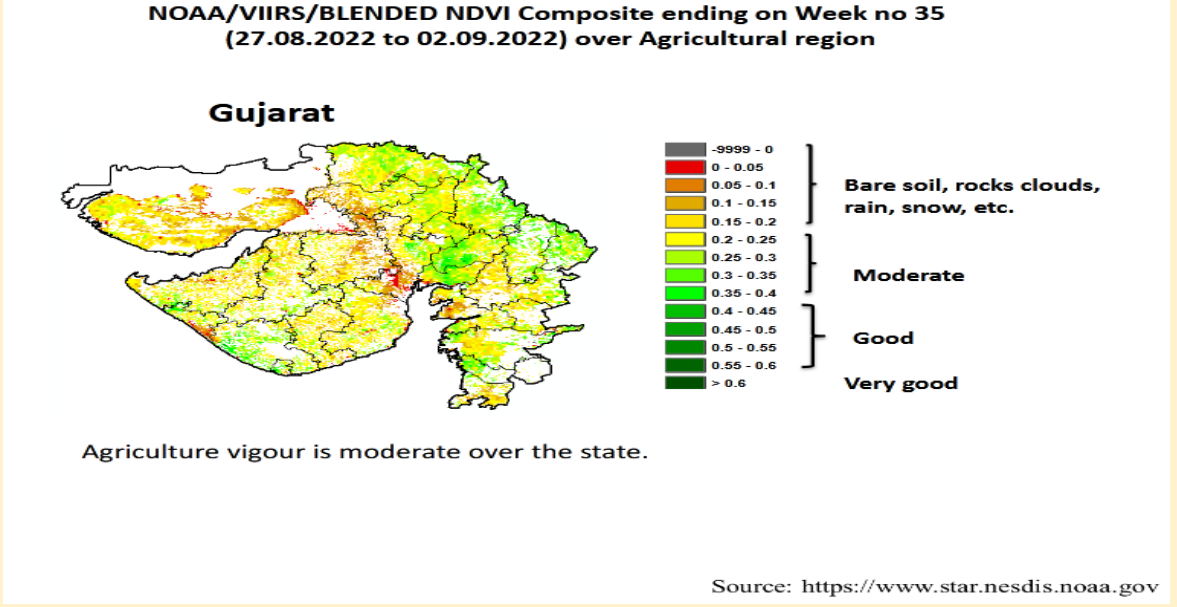 NOAA/VIIRS/BLENDED NDVI Composite ending on Week no 35
(27.08.2022 to 02.09.2022) over Agricultural region
Gujarat
-9999 - 0
0 - 0.05
0.05 - 0.1
0.1 - 0.15
0.15 - 0.2
0.2 - 0.25
0.25 - 0.3
0.3 - 0.35
0.35 - 0.4
0.4 - 0.45
0.45 - 0.5
0.5 - 0.55
0.55 - 0.6
> 0.6
Bare soil, rocks clouds,
rain, snow, etc.
Moderate
Good
Very good
Agriculture vigour is moderate over the state.
Source: https://www.star.nesdis.noaa.gov